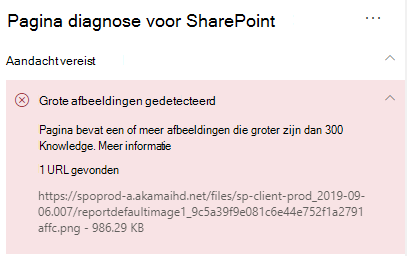 Pagina diagnose voor SharePoint
Aandacht vereist
Grote afbeeldingen gedetecteerd
Pagina bevat een of meer afbeeldingen die groter zijn dan 300
Knowledge. Meer informatie
1 URL gevonden
https://spoprod-a.akamaihd.net/files/sp-client-prod_2019-09-
06.007/reportdefaultimage1_9c5a39f9e081c6e44e752f1a2791
affc.png - 986.29 KB